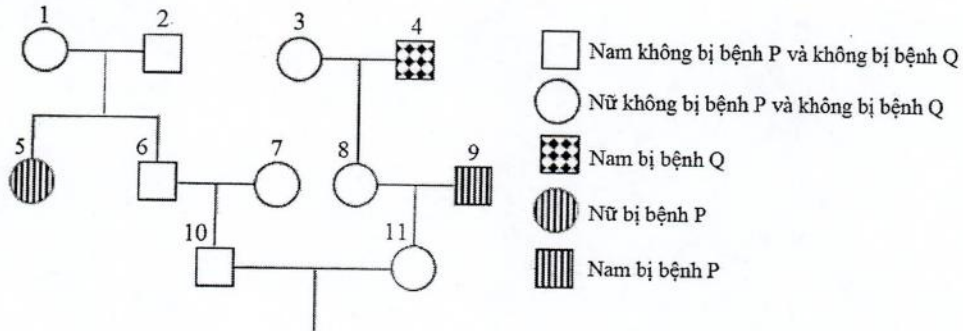 1
2
3
4
Nam không bị bệnh P và không bị bệnh Q
Nữ không bị bệnh P và không bị bệnh Q
5
6
7
8
9
Nam bị bệnh Q
Nữ bị bệnh P
10
11
Nam bị bệnh P